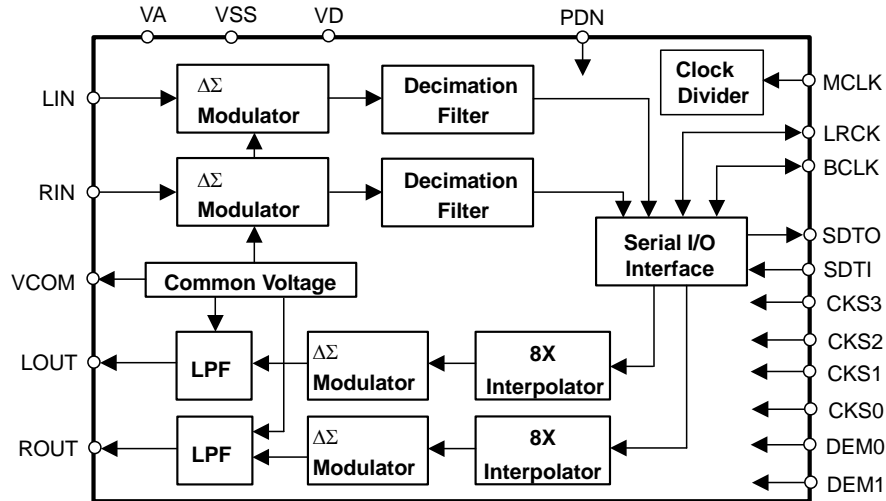 VA
VSS
VD
PDN
LIN
ΔΣ
Modulator
Decimation
Filter
Clock
Divider
MCLK
LRCK
BCLK
RIN
ΔΣ
Modulator
Decimation
Filter
Serial I/O
Interface
SDTO
SDTI
VCOM
Common Voltage
CKS3
CKS2
CKS1
CKS0
DEM0
DEM1
LOUT
LPF
ΔΣ
Modulator
8X
Interpolator
ROUT
LPF
ΔΣ
Modulator
8X
Interpolator